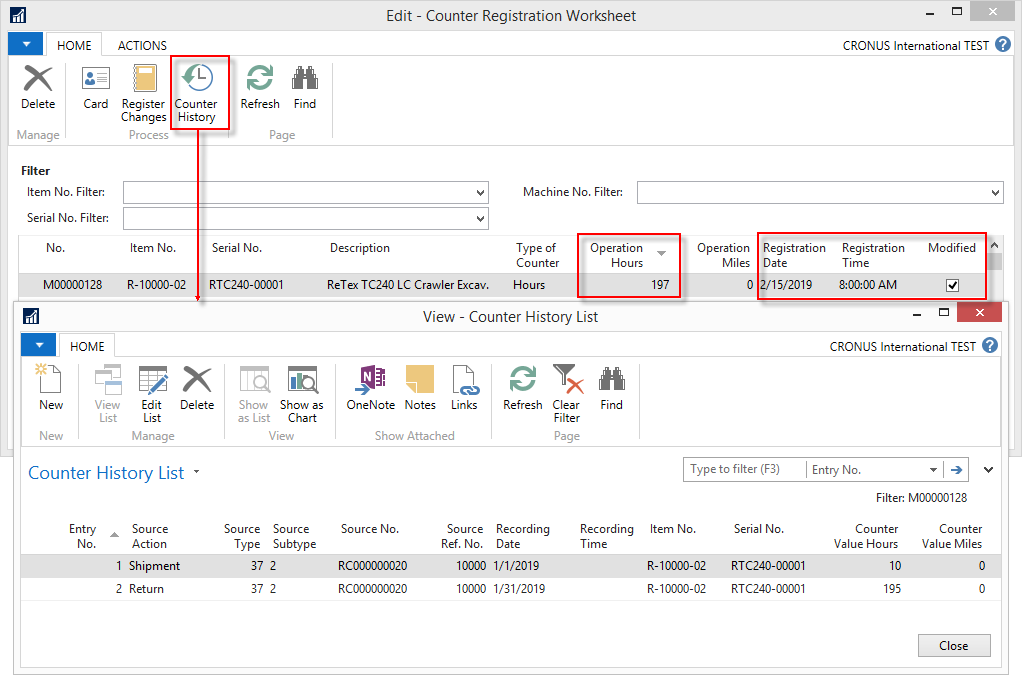 Edit - Counter Registration Worksheet
HOME ACTIONS CRONUS International TEST ?
Delete Card Register Changes Counter History Refresh Find
Manage Process Page
Filter
Item No. Filter: Machine No. Filter:
Serial No. Filter:
No. Item No. Serial No. Description Type of Counter Operation Hours Operation Miles Registration Date Registration Time Modified
M00000128 R-10000-02 RTC240-00001 ReTex TC240 LC Crawler Excav. Hours 197 0 2/15/2019 8:00:00 AM
View - Counter History List
HOME CRONUS International TEST ?
New View List Edit List Delete Show as List Show as Chart OneNote Notes Links Refresh Clear Filter Find
New Manage View Show Attached Page
Counter History List Type to filter (F3) Entry No.
Filter: M00000128
Entry No. Source Action Source Type Source Subtype Source No. Source Ref. No. Recording Date Recording Time Item No. Serial No. Counter Value Hours Counter Value Miles
1 Shipment 37 2 RC000000020 10000 1/1/2019 R-10000-02 RTC240-00001 10 0
2 Return 37 2 RC000000020 10000 1/31/2019 R-10000-02 RTC240-00001 195 0
Close